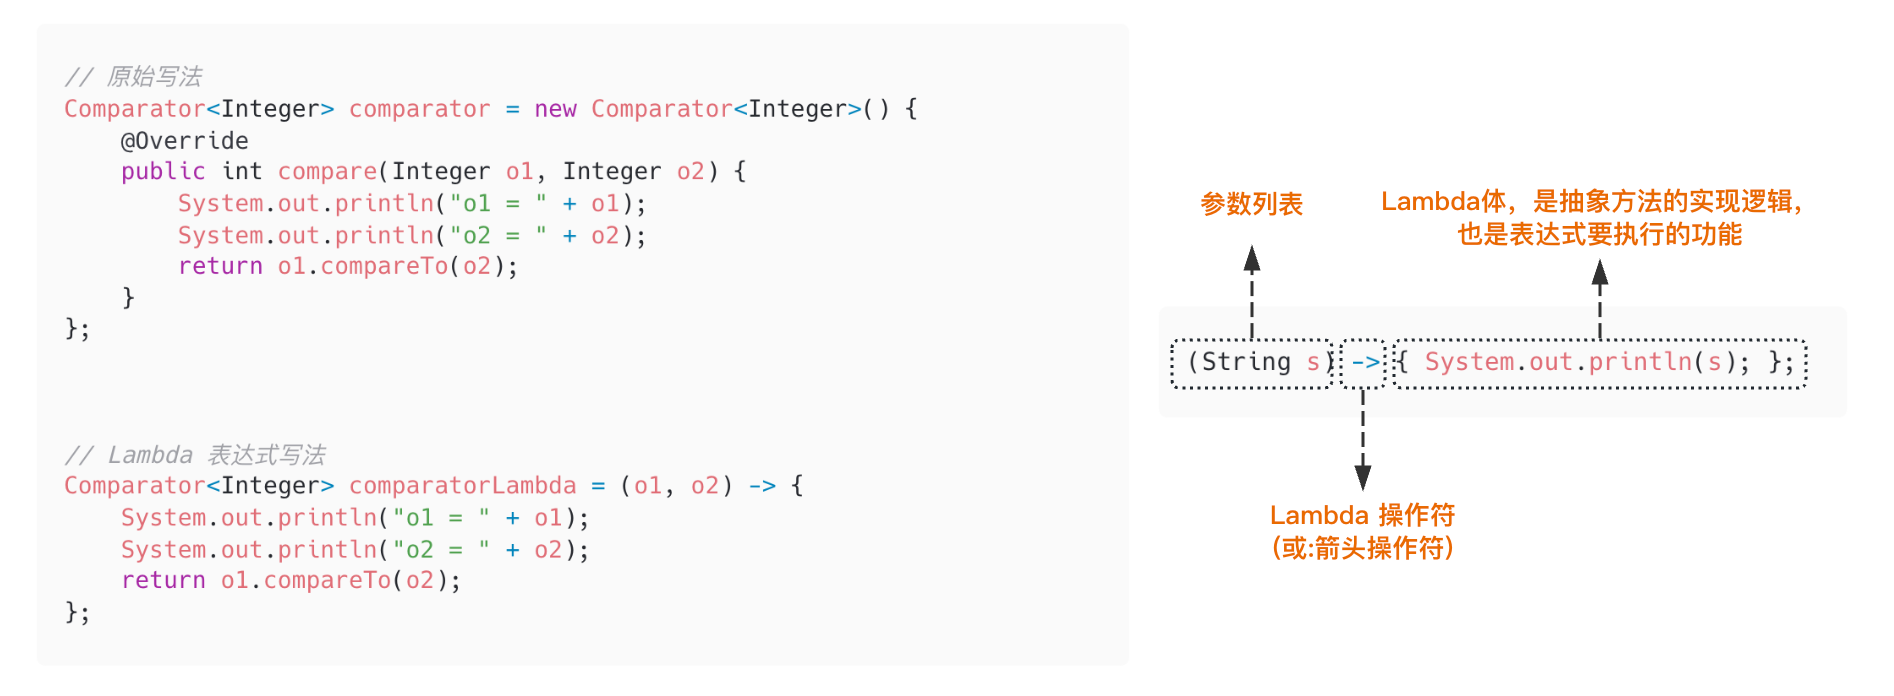 // 原始写法
Comparator<Integer> comparator = new Comparator<Integer>() {
    @Override
    public int compare(Integer o1, Integer o2) {
        System.out.println("o1 = " + o1);
        System.out.println("o2 = " + o2);
        return o1.compareTo(o2);
    }
};
// Lambda 表达式写法
Comparator<Integer> comparatorLambda = (o1, o2) -> {
    System.out.println("o1 = " + o1);
    System.out.println("o2 = " + o2);
    return o1.compareTo(o2);
};
参数列表
Lambda体，是抽象方法的实现逻辑，
也是表达式要执行的功能
(String s) -> { System.out.println(s); };
Lambda 操作符
(或:箭头操作符)